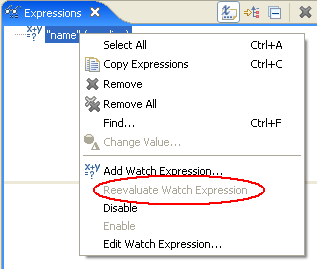 Expressions
x+y
=?
"name"
Select All Ctrl+A
Copy Expressions Ctrl+C
Remove
Remove All
Find... Ctrl+F
Change Value...
x+y
=?
Add Watch Expression...
Reevaluate Watch Expression
Disable
Enable
Edit Watch Expression...